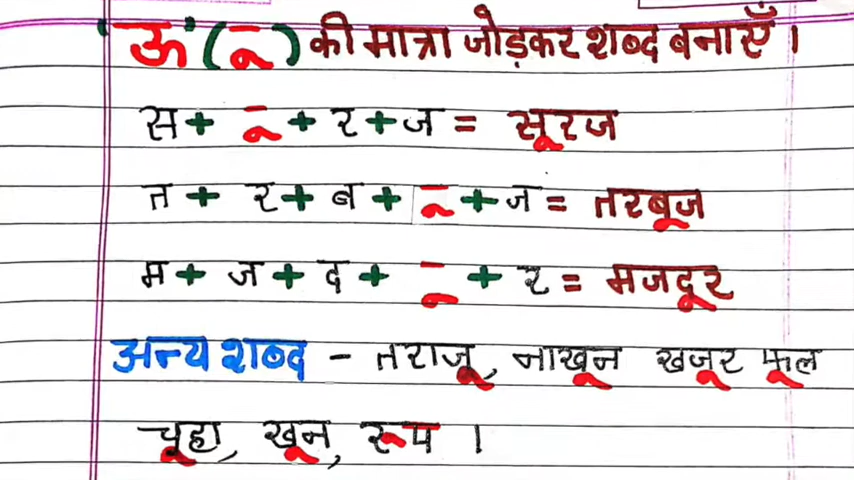 'ऊ' ( ू ) की मात्रा जोड़कर शब्द बनाएँ।
स + ू + र + ज = सूरज
त + र + ब + ू + ज = तरबूज
म + ज + द + ू + र = मजदूर
अन्य शब्द - तराजू, नाखून खजूर फूल
चूहा, खून, रूप ।